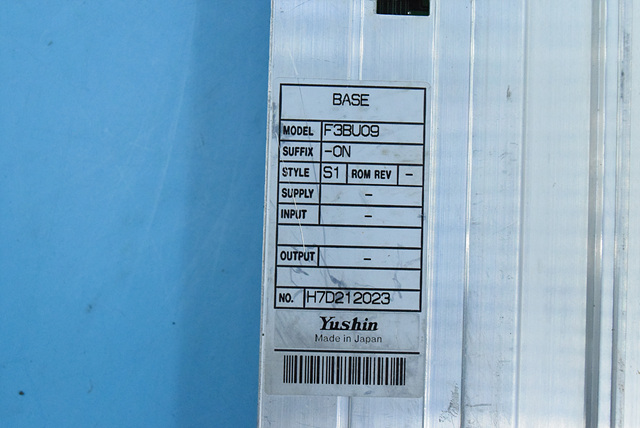 BASE
MODEL F3BU09
SUFFIX -0N
STYLE S1 ROM REV -
SUPPLY -
INPUT -
OUTPUT -
NO. H7D212023
Yushin
Made in Japan